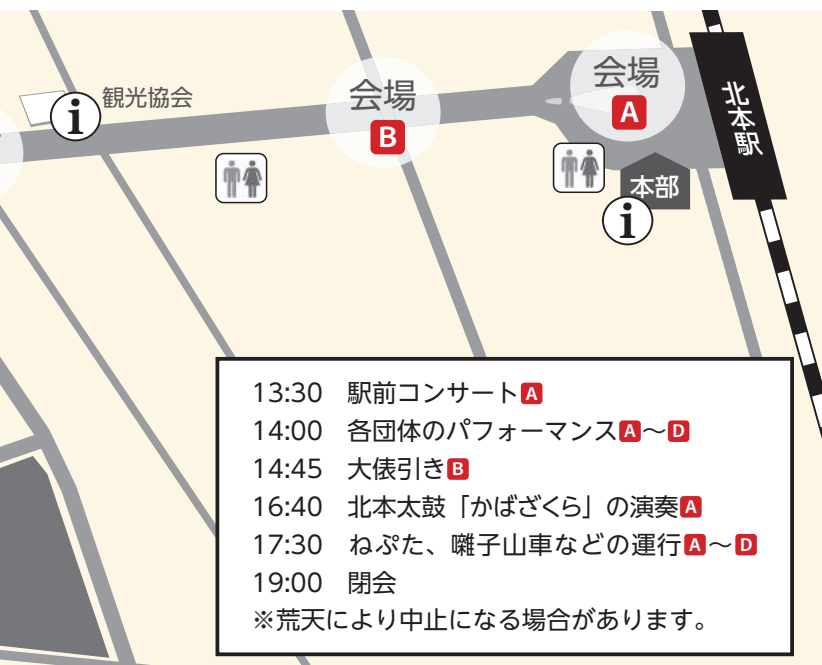 観光協会
i
会場
B
会場
A
北本駅
本部
i
13:30 駅前コンサートA
14:00 各団体のパフォーマンスA～D
14:45 大俵引きB
16:40 北本太鼓「かばざくら」の演奏A
17:30 ねぷた、囃子山車などの運行A～D
19:00 閉会
※荒天により中止になる場合があります。